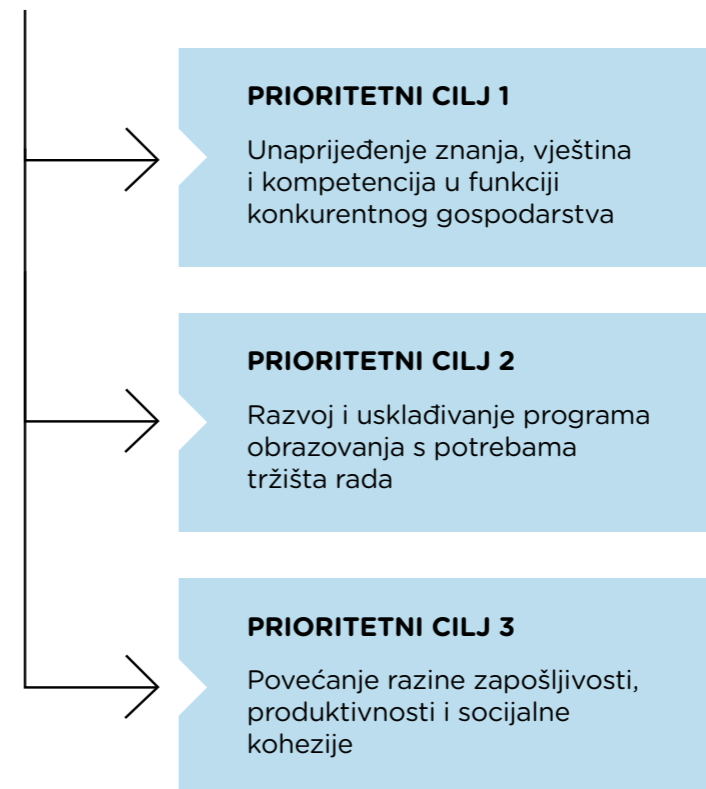 PRIORITETNI CILJ 1
Unaprijeđenje znanja, vještina
i kompetencija u funkciji
konkurentnog gospodarstva
PRIORITETNI CILJ 2
Razvoj i usklađivanje programa
obrazovanja s potrebama
tržišta rada
PRIORITETNI CILJ 3
Povećanje razine zapošljivosti,
produktivnosti i socijalne
kohezije